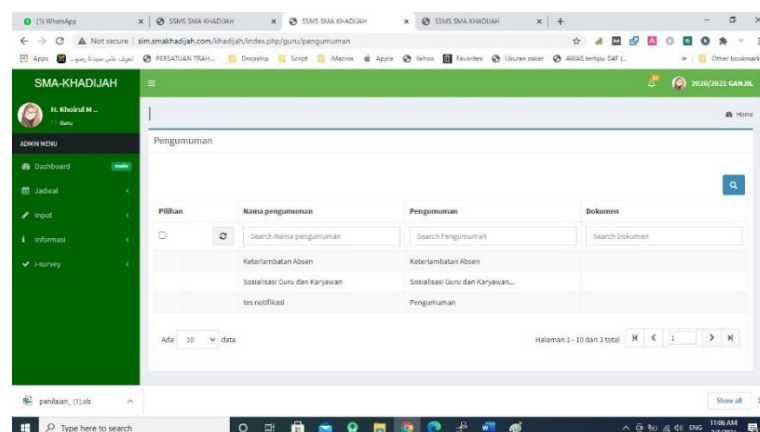 (1) WhatsApp
SSMS SMA KHADIJAH
SSMS SMA KHADIJAH
SSMS SMA KHADIJAH
Not secure | sim.smakhadijah.com/khadijah/index.php/guru/pengumuman
Apps
PERSATUAN TRAH...
Dropship
Script
iMacros
Apple
Yahoo
Favorites
Ukuran zakat
AWAS tertipu D4F (...
Other bookmark
SMA-KHADIJAH
2020/2021 GANJIL
H. Khoirul M ...
Guru
Home
ADMIN MENU
Pengumuman
Dashboard
main
Jadwal
Input
Informasi
i-survey
Pilihan
Nama pengumuman
Pengumuman
Dokumen
Search Nama pengumuman
Search Pengumuman
Search Dokumen
Keterlambatan Absen
Keterlambatan Absen
Sosialisasi Guru dan Karyawan
Sosialisasi Guru dan Karyawan...
tes notifikasi
Pengumuman
Ada 10 data
Halaman 1 - 10 dari 3 total
1
penilaian_ (1).xls
Show all
Type here to search
ENG
11:06 AM